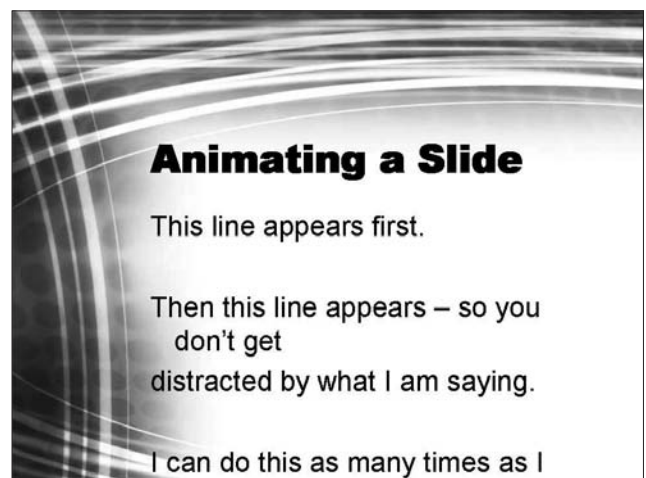 Animating a Slide
This line appears first.
Then this line appears – so you
don't get
distracted by what I am saying.
I can do this as many times as I